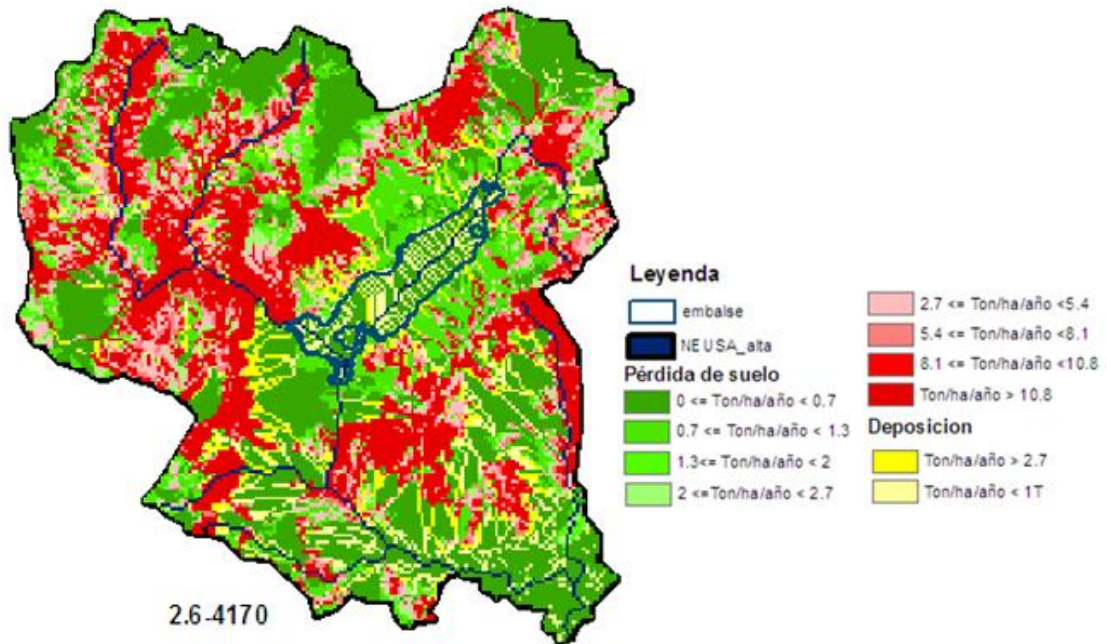 Leyenda
embalse
NEUSA_alta
Pérdida de suelo
0 <= Ton/ha/año < 0.7
0.7 <= Ton/ha/año < 1.3
1.3<= Ton/ha/año < 2
2 <=Ton/ha/año < 2.7
2.7 <= Ton/ha/año <5.4
5.4 <= Ton/ha/año <8.1
8.1 <= Ton/ha/año <10.8
Ton/ha/año > 10.8
Deposicion
Ton/ha/año > 2.7
Ton/ha/año < 1T
2.6-4170